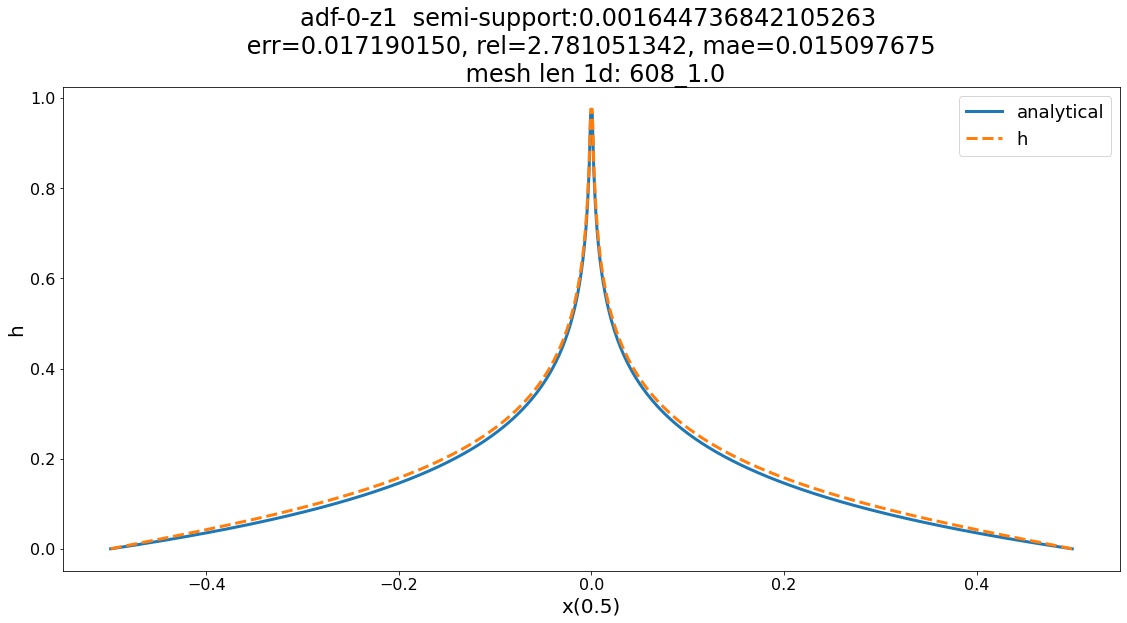 adf-0-z1 semi-support:0.0016447368421052​63
err=0.017190150, rel=2.781051342, mae=0.015097675
mesh len 1d: 608_1.0
analytical
h
1.0
0.8
0.6
0.4
0.2
0.0
h
−0.4 −0.2 0.0 0.2 0.4
x(0.5)